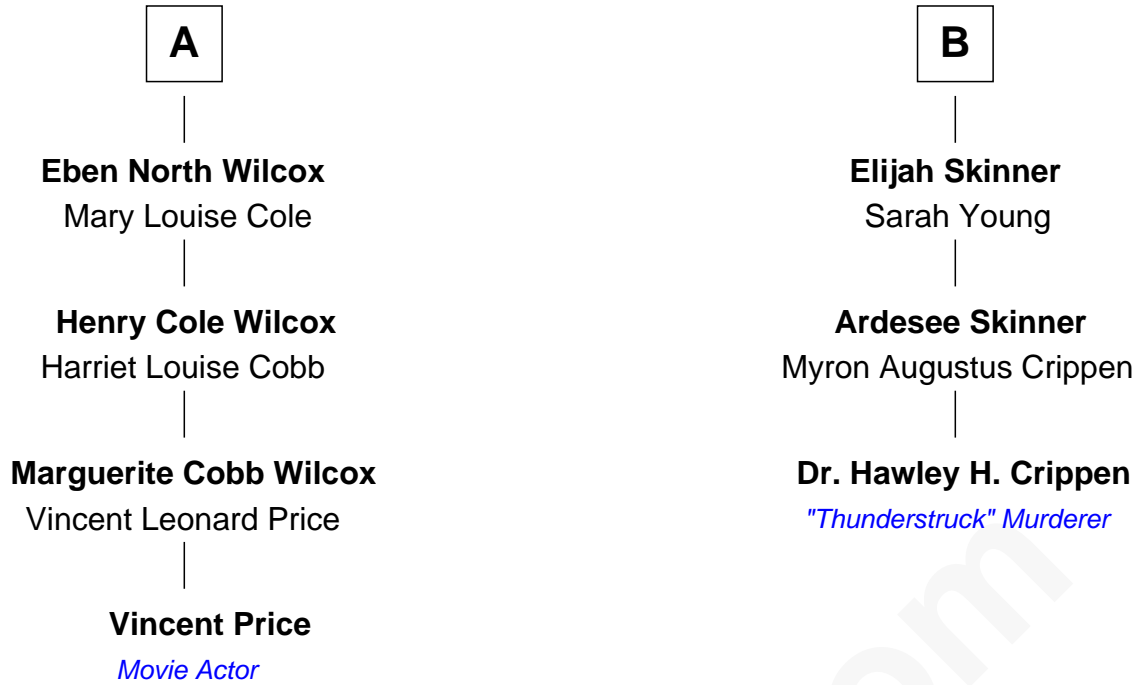 A
Eben North Wilcox
Mary Louise Cole
Henry Cole Wilcox
Harriet Louise Cobb
Marguerite Cobb Wilcox
Vincent Leonard Price
Vincent Price
Movie Actor
B
Elijah Skinner
Sarah Young
Ardesee Skinner
Myron Augustus Crippen
Dr. Hawley H. Crippen
"Thunderstruck" Murderer
om